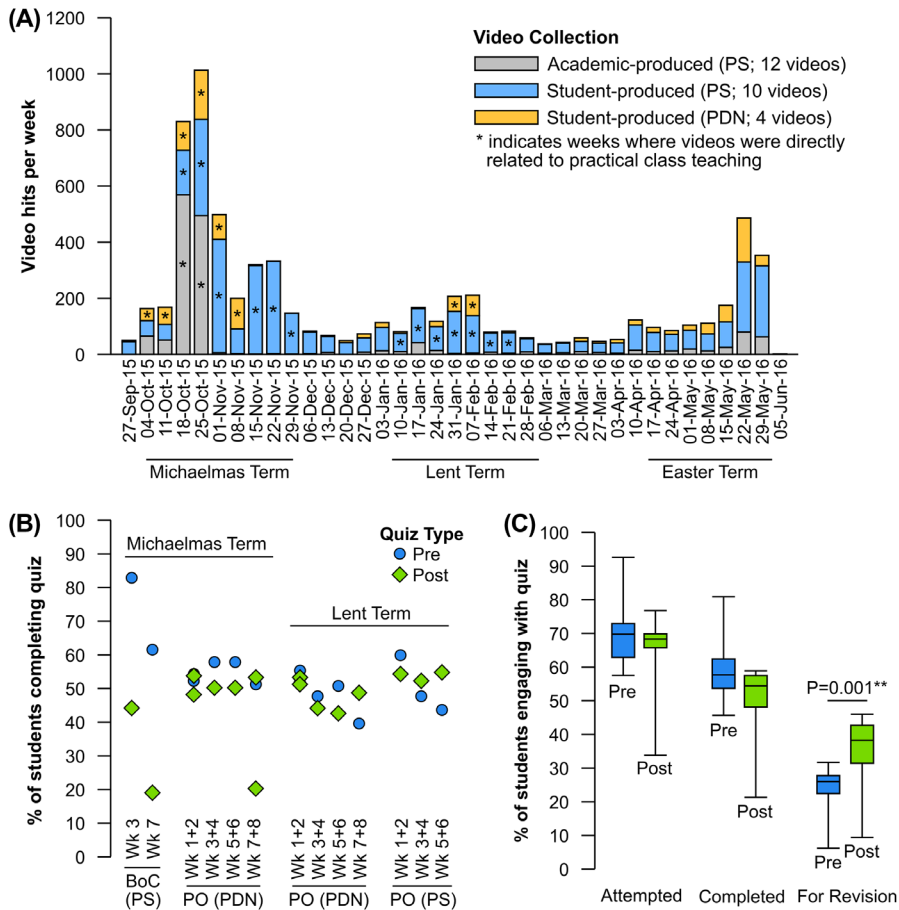 (A)
1200
1000
800
600
400
200
0
Video hits per week
Video Collection
Academic-produced (PS; 12 videos)
Student-produced (PS; 10 videos)
Student-produced (PDN; 4 videos)
* indicates weeks where videos were directly
related to practical class teaching
27-Sep-15
04-Oct-15
11-Oct-15
18-Oct-15
25-Oct-15
01-Nov-15
08-Nov-15
15-Nov-15
22-Nov-15
29-Nov-15
06-Dec-15
13-Dec-15
20-Dec-15
27-Dec-15
03-Jan-16
10-Jan-16
17-Jan-16
24-Jan-16
31-Jan-16
07-Feb-16
14-Feb-16
21-Feb-16
28-Feb-16
06-Mar-16
13-Mar-16
20-Mar-16
27-Mar-16
03-Apr-16
10-Apr-16
17-Apr-16
24-Apr-16
01-May-16
08-May-16
15-May-16
22-May-16
29-May-16
05-Jun-16
Michaelmas Term
Lent Term
Easter Term
(B)
100
90
80
70
60
50
40
30
20
10
0
% of students completing quiz
Michaelmas Term
Quiz Type
Pre
Post
Lent Term
Wk 3
Wk 7
Wk 1+2
Wk 3+4
Wk 5+6
Wk 7+8
Wk 1+2
Wk 3+4
Wk 5+6
Wk 7+8
Wk 1+2
Wk 3+4
Wk 5+6
BoC
(PS)
PO (PDN)
PO (PDN)
PO (PS)
(C)
100
90
80
70
60
50
40
30
20
10
0
% of students engaging with quiz
Pre
Post
Pre
Post
P=0.001**
Pre
Post
Attempted
Completed
For Revision